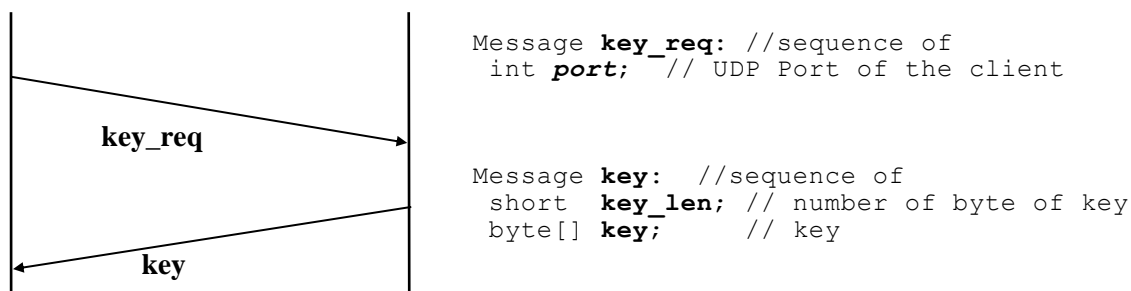 Message key_req: //sequence of
int port; // UDP Port of the client
key_req
Message key: //sequence of
short key_len; // number of byte of key
byte[] key; // key
key